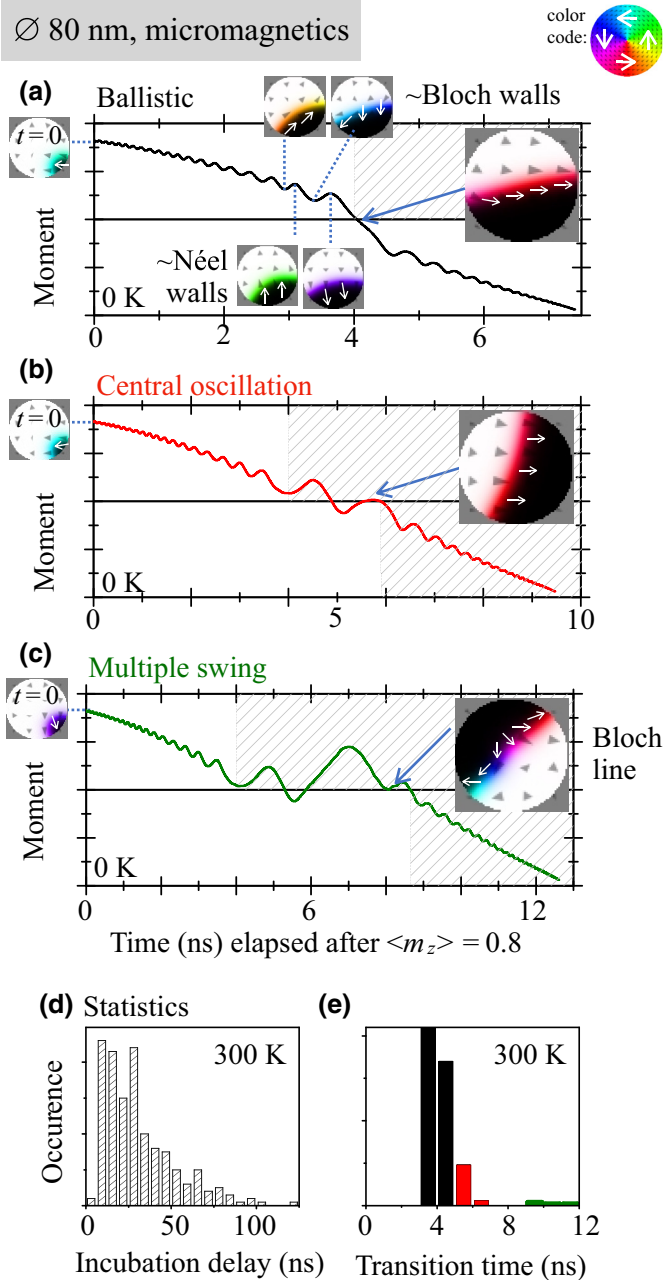 ∅ 80 nm, micromagnetics
color
code:
(a) Ballistic ~Bloch walls
t=0
~Néel
walls
Moment
0 K
0 2 4 6
(b) Central oscillation
t=0
Moment
0 K
0 5 10
(c) Multiple swing
t=0
Bloch
line
Moment
0 K
0 6 12
Time (ns) elapsed after <m_z> = 0.8
(d) Statistics (e)
300 K 300 K
Occurence
0 50 100 0 4 8 12
Incubation delay (ns) Transition time (ns)